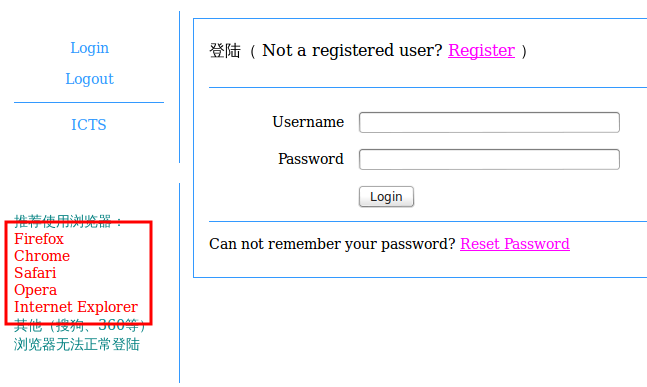 Login
Logout
ICTS
推荐使用浏览器：
Firefox
Chrome
Safari
Opera
Internet Explorer
其他（搜狗、360等）
浏览器无法正常登陆
登陆（ Not a registered user? Register ）
Username
Password
Login
Can not remember your password? Reset Password